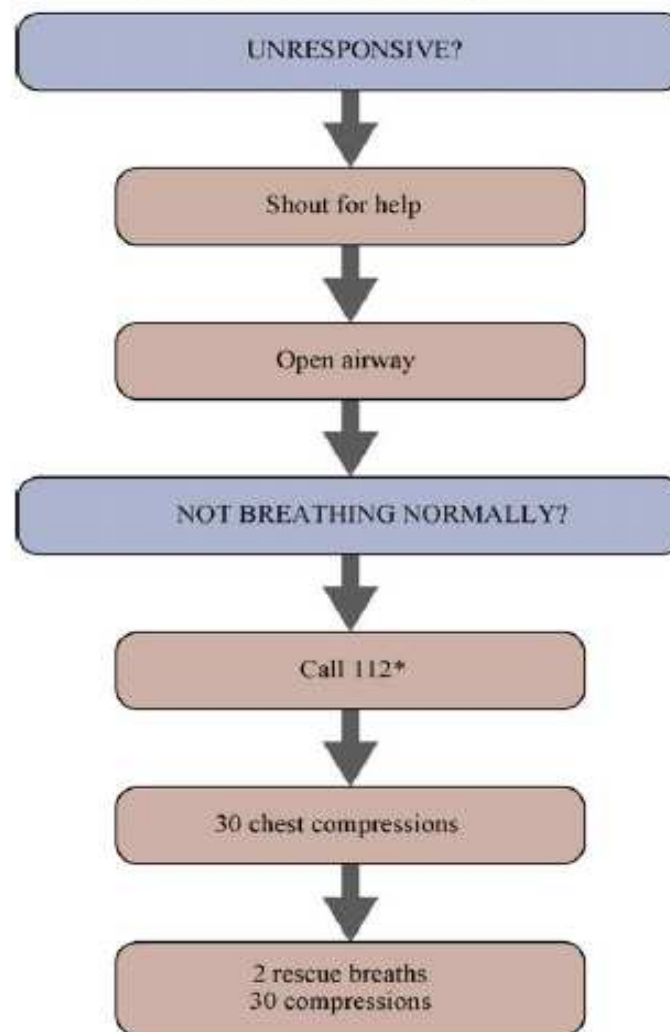 UNRESPONSIVE?
Shout for help
Open airway
NOT BREATHING NORMALLY?
Call 112*
30 chest compressions
2 rescue breaths
30 compressions